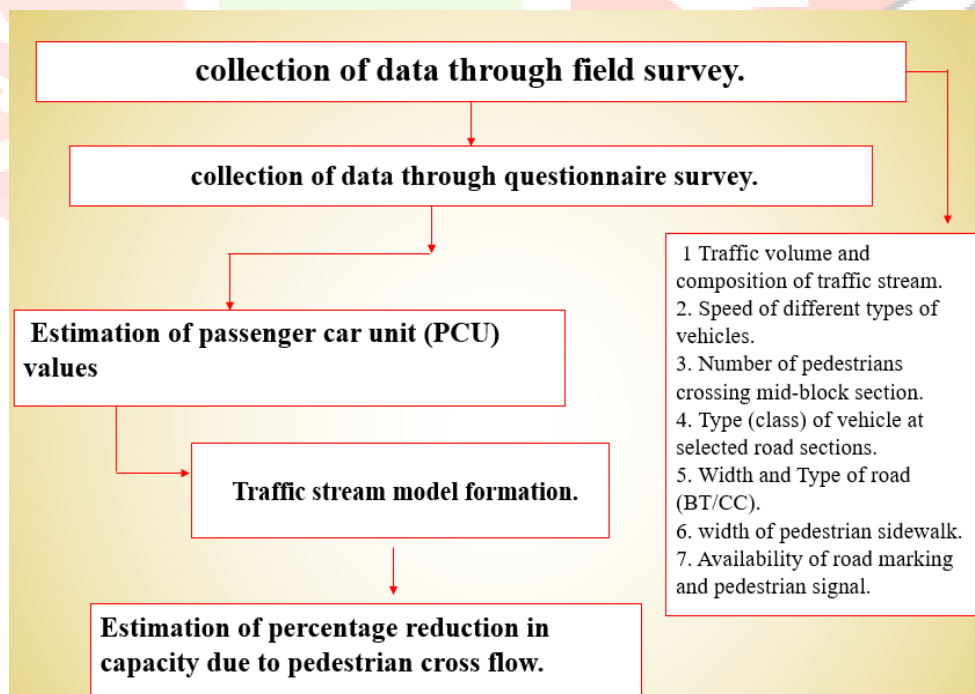 collection of data through field survey.
collection of data through questionnaire survey.
Estimation of passenger car unit (PCU)
values
Traffic stream model formation.
Estimation of percentage reduction in
capacity due to pedestrian cross flow.
1 Traffic volume and
composition of traffic stream.
2. Speed of different types of
vehicles.
3. Number of pedestrians
crossing mid-block section.
4. Type (class) of vehicle at
selected road sections.
5. Width and Type of road
(BT/CC).
6. width of pedestrian sidewalk.
7. Availability of road marking
and pedestrian signal.